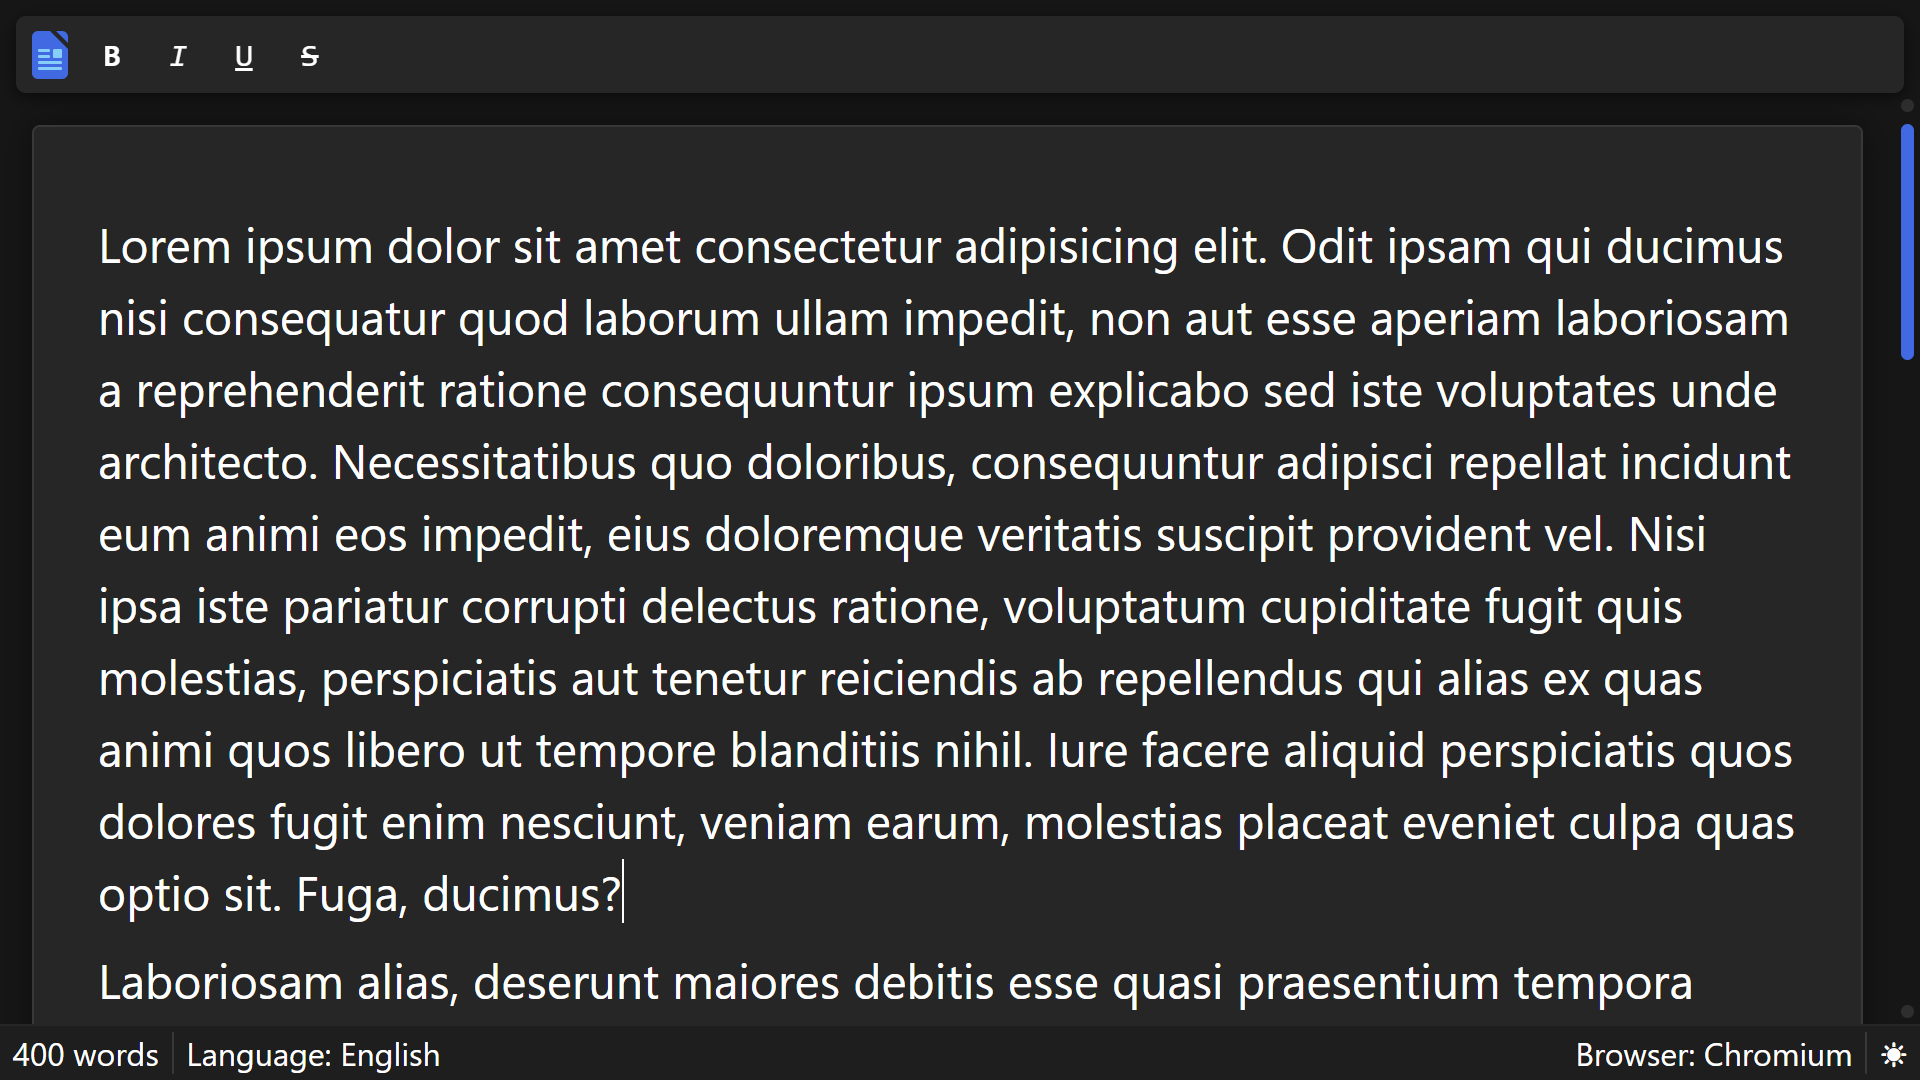 B I U S
Lorem ipsum dolor sit amet consectetur adipisicing elit. Odit ipsam qui ducimus
nisi consequatur quod laborum ullam impedit, non aut esse aperiam laboriosam
a reprehenderit ratione consequuntur ipsum explicabo sed iste voluptates unde
architecto. Necessitatibus quo doloribus, consequuntur adipisci repellat incidunt
eum animi eos impedit, eius doloremque veritatis suscipit provident vel. Nisi
ipsa iste pariatur corrupti delectus ratione, voluptatum cupiditate fugit quis
molestias, perspiciatis aut tenetur reiciendis ab repellendus qui alias ex quas
animi quos libero ut tempore blanditiis nihil. Iure facere aliquid perspiciatis quos
dolores fugit enim nesciunt, veniam earum, molestias placeat eveniet culpa quas
optio sit. Fuga, ducimus?
Laboriosam alias, deserunt maiores debitis esse quasi praesentium tempora
400 words Language: English Browser: Chromium